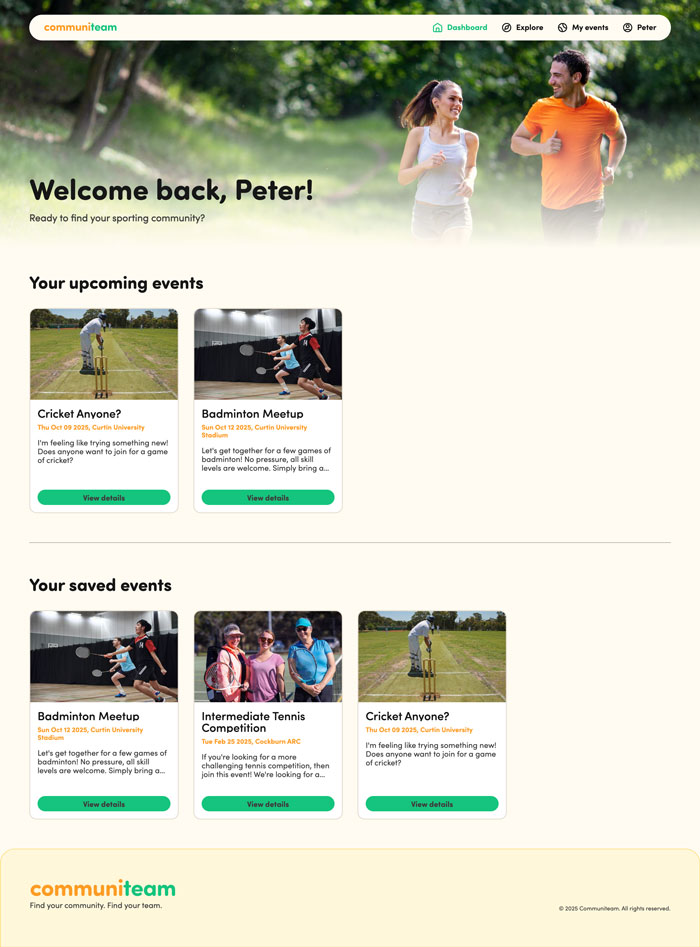 communiteam
Dashboard
Explore
My events
Peter
Welcome back, Peter!
Ready to find your sporting community?
Your upcoming events
Cricket Anyone?
Thu Oct 09 2025, Curtin University
I'm feeling like trying something new!
Does anyone want to join for a game
of cricket?
View details
Badminton Meetup
Sun Oct 12 2025, Curtin University
Stadium
Let's get together for a few games of
badminton! No pressure, all skill
levels are welcome. Simply bring a...
View details
Your saved events
Badminton Meetup
Sun Oct 12 2025, Curtin University
Stadium
Let's get together for a few games of
badminton! No pressure, all skill
levels are welcome. Simply bring a...
View details
Intermediate Tennis
Competition
Tue Feb 25 2025, Cockburn ARC
If you're looking for a more
challenging tennis competition, then
join this event! We're looking for a...
View details
Cricket Anyone?
Thu Oct 09 2025, Curtin University
I'm feeling like trying something new!
Does anyone want to join for a game
of cricket?
View details
communiteam
Find your community. Find your team.
© 2025 Communiteam. All rights reserved.